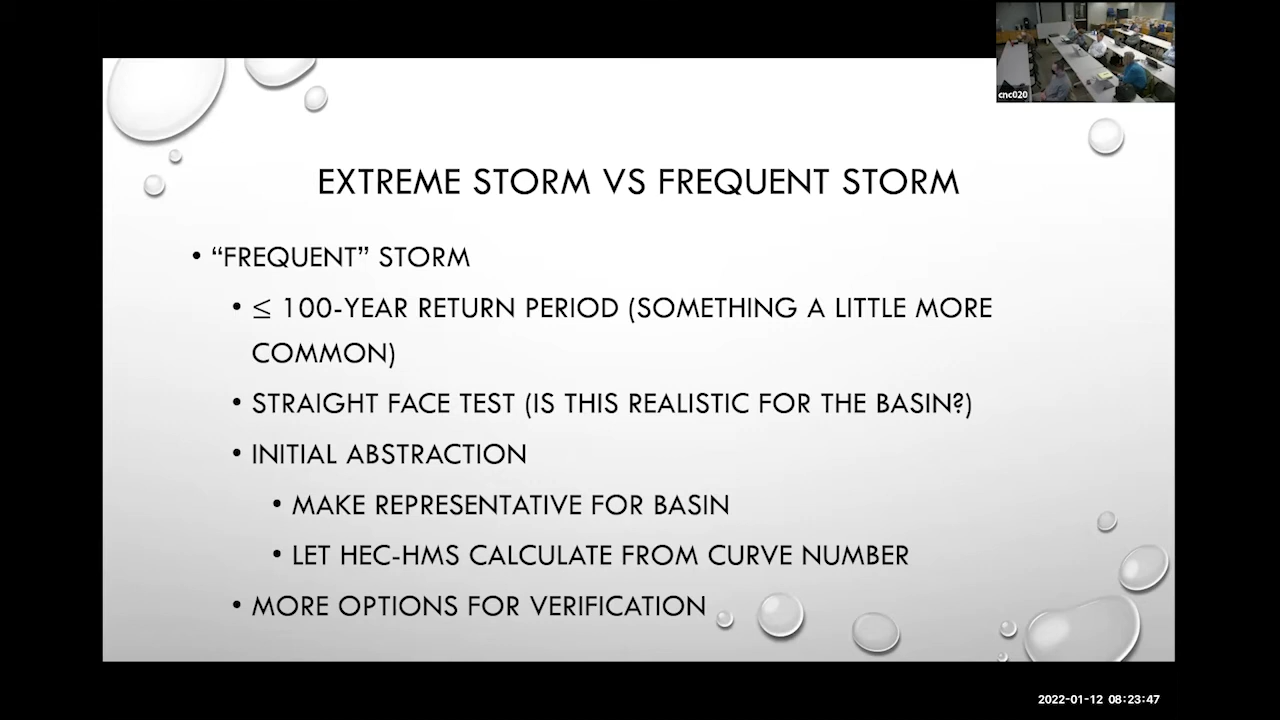 cnc020
EXTREME STORM VS FREQUENT STORM
• “FREQUENT” STORM
• ≤ 100-YEAR RETURN PERIOD (SOMETHING A LITTLE MORE
COMMON)
• STRAIGHT FACE TEST (IS THIS REALISTIC FOR THE BASIN?)
• INITIAL ABSTRACTION
• MAKE REPRESENTATIVE FOR BASIN
• LET HEC-HMS CALCULATE FROM CURVE NUMBER
• MORE OPTIONS FOR VERIFICATION
2022-01-12 08:23:47